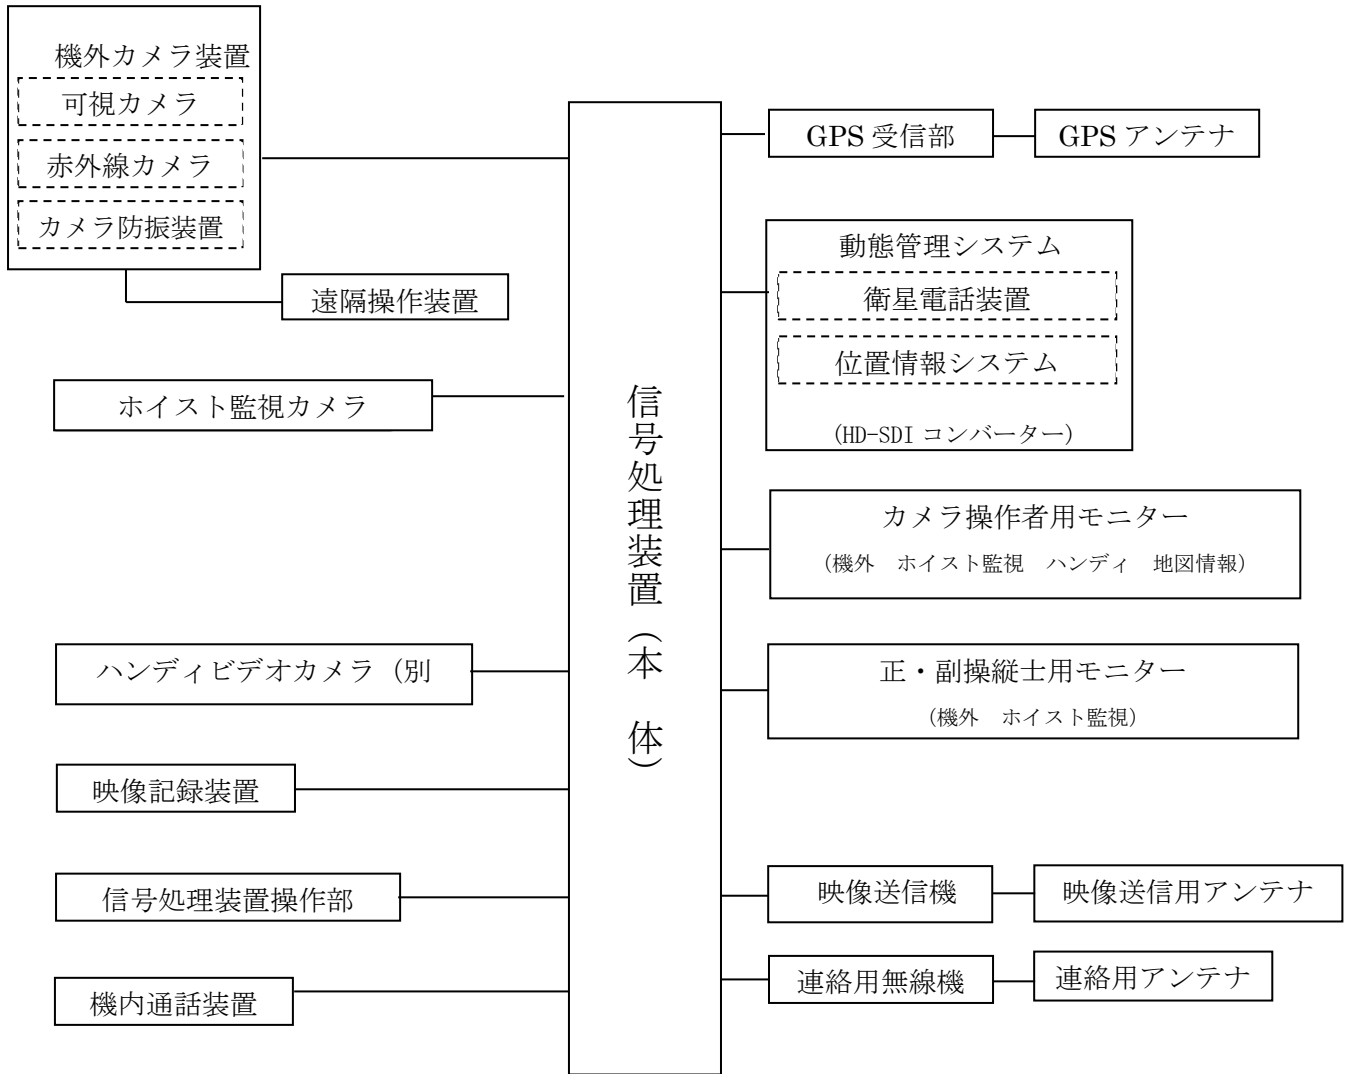 機外カメラ装置
可視カメラ
赤外線カメラ
カメラ防振装置
遠隔操作装置
ホイスト監視カメラ
ハンディビデオカメラ（別
映像記録装置
信号処理装置操作部
機内通話装置
信号処理装置（本　体）
GPS 受信部
GPS アンテナ
動態管理システム
衛星電話装置
位置情報システム
(HD-SDI コンバーター)
カメラ操作者用モニター
（機外　ホイスト監視　ハンディ　地図情報）
正・副操縦士用モニター
（機外　ホイスト監視）
映像送信機
映像送信用アンテナ
連絡用無線機
連絡用アンテナ